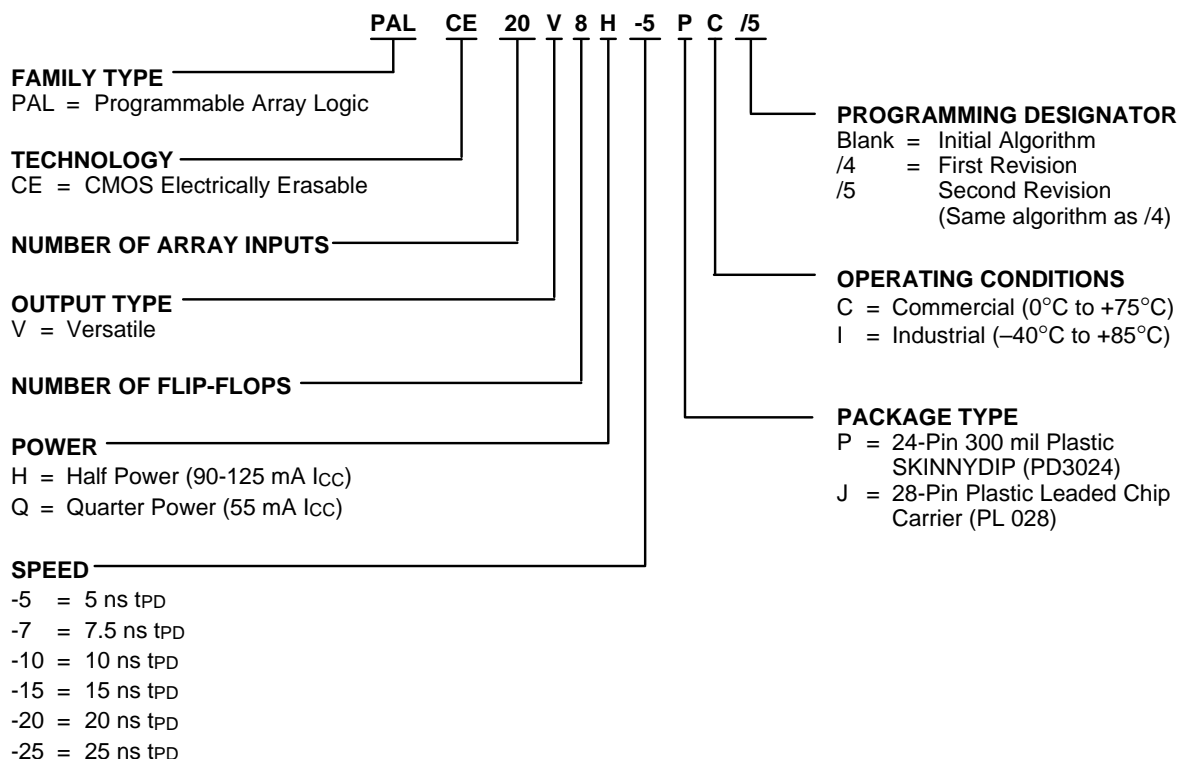 PAL CE 20 V 8 H -5 P C /5
FAMILY TYPE
PAL = Programmable Array Logic
TECHNOLOGY
CE = CMOS Electrically Erasable
NUMBER OF ARRAY INPUTS
OUTPUT TYPE
V = Versatile
NUMBER OF FLIP-FLOPS
POWER
H = Half Power (90-125 mA ICC)
Q = Quarter Power (55 mA ICC)
SPEED
-5 = 5 ns tPD
-7 = 7.5 ns tPD
-10 = 10 ns tPD
-15 = 15 ns tPD
-20 = 20 ns tPD
-25 = 25 ns tPD
PROGRAMMING DESIGNATOR
Blank = Initial Algorithm
/4 = First Revision
/5 Second Revision
(Same algorithm as /4)
OPERATING CONDITIONS
C = Commercial (0°C to +75°C)
I = Industrial (–40°C to +85°C)
PACKAGE TYPE
P = 24-Pin 300 mil Plastic
SKINNYDIP (PD3024)
J = 28-Pin Plastic Leaded Chip
Carrier (PL 028)